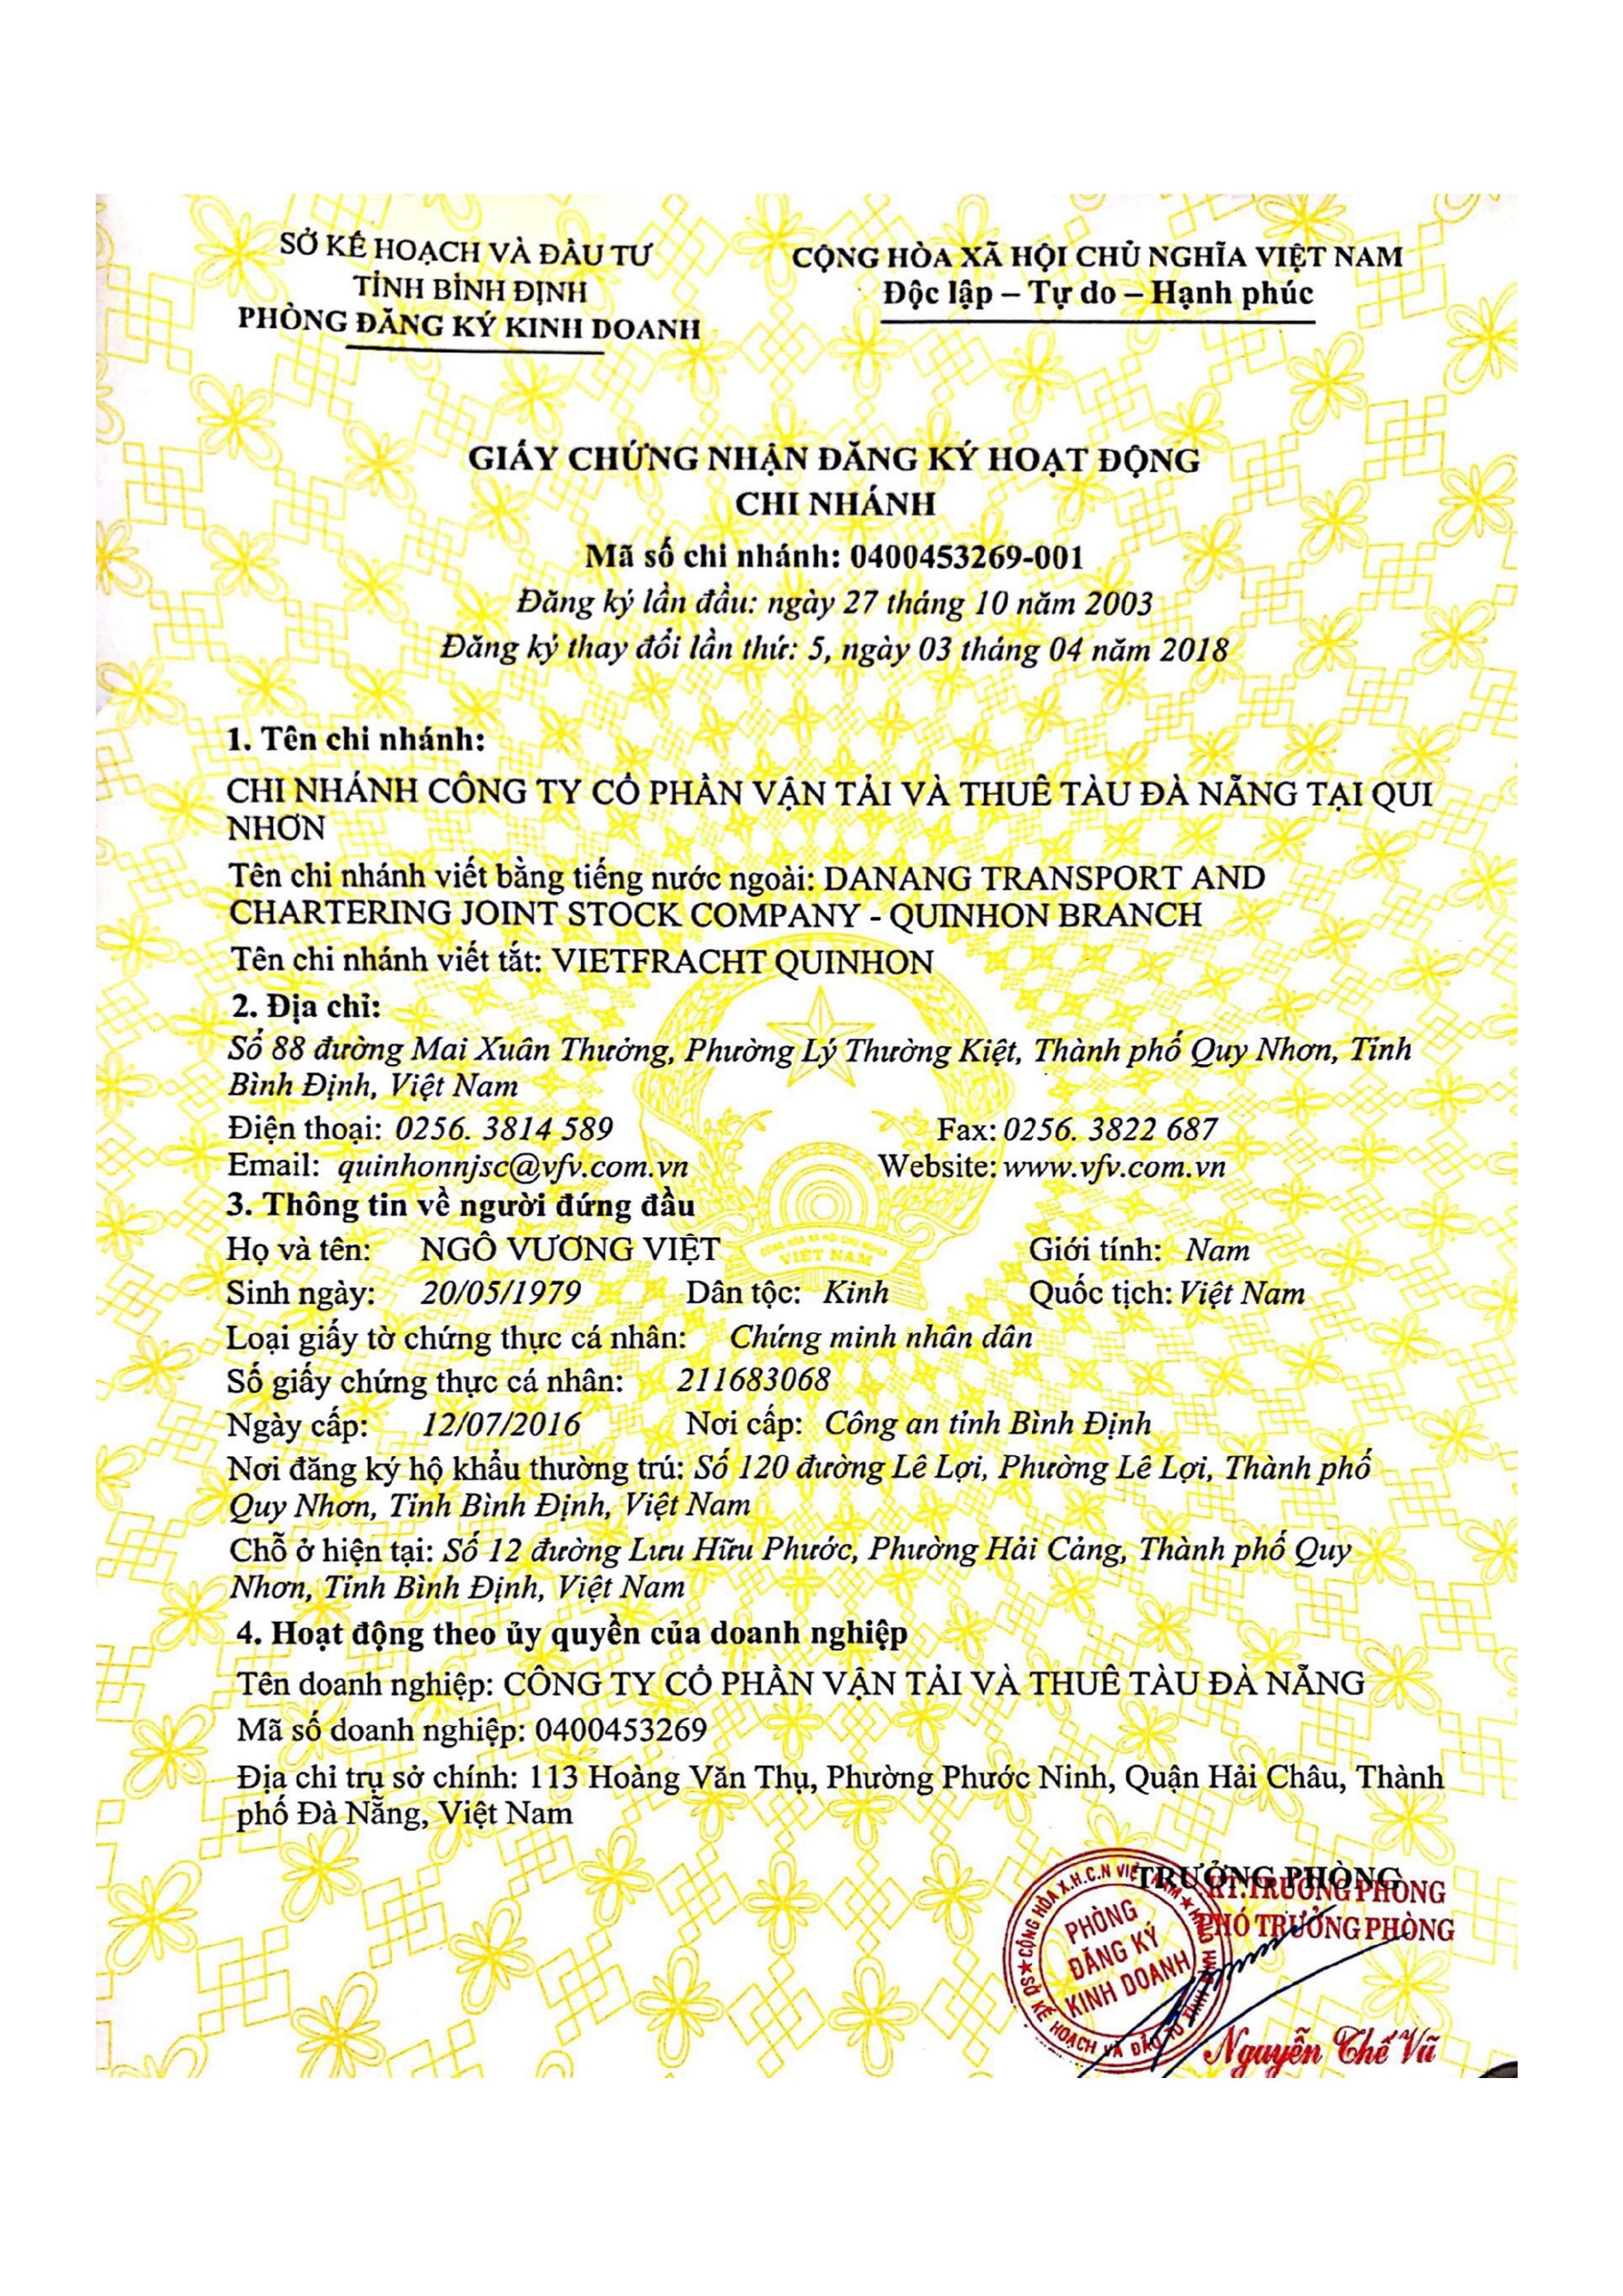 SỞ KẾ HOẠCH VÀ ĐẦU TƯ
TỈNH BÌNH ĐỊNH
PHÒNG ĐĂNG KÝ KINH DOANH
CỘNG HÒA XÃ HỘI CHỦ NGHĨA VIỆT NAM
Độc lập – Tự do – Hạnh phúc
GIẤY CHỨNG NHẬN ĐĂNG KÝ HOẠT ĐỘNG
CHI NHÁNH
Mã số chi nhánh: 0400453269-001
Đăng ký lần đầu: ngày 27 tháng 10 năm 2003
Đăng ký thay đổi lần thứ: 5, ngày 03 tháng 04 năm 2018
1. Tên chi nhánh:
CHI NHÁNH CÔNG TY CỔ PHẦN VẬN TẢI VÀ THUÊ TÀU ĐÀ NẴNG TẠI QUI
NHƠN
Tên chi nhánh viết bằng tiếng nước ngoài: DANANG TRANSPORT AND
CHARTERING JOINT STOCK COMPANY - QUINHON BRANCH
Tên chi nhánh viết tắt: VIETFRACHT QUINHON
2. Địa chỉ:
Số 88 đường Mai Xuân Thưởng, Phường Lý Thường Kiệt, Thành phố Quy Nhơn, Tỉnh
Bình Định, Việt Nam
Điện thoại: 0256. 3814 589 Fax: 0256. 3822 687
Email: quinhonnjsc@vfv.com.vn Website: www.vfv.com.vn
3. Thông tin về người đứng đầu
Họ và tên: NGÔ VƯƠNG VIỆT Giới tính: Nam
CỘNG HÒA XÃ HỘI CHỦ NGHĨA
VIỆT NAM
Sinh ngày: 20/05/1979 Dân tộc: Kinh Quốc tịch: Việt Nam
Loại giấy tờ chứng thực cá nhân: Chứng minh nhân dân
Số giấy chứng thực cá nhân: 211683068
Ngày cấp: 12/07/2016 Nơi cấp: Công an tỉnh Bình Định
Nơi đăng ký hộ khẩu thường trú: Số 120 đường Lê Lợi, Phường Lê Lợi, Thành phố
Quy Nhơn, Tỉnh Bình Định, Việt Nam
Chỗ ở hiện tại: Số 12 đường Lưu Hữu Phước, Phường Hải Cảng, Thành phố Quy
Nhơn, Tỉnh Bình Định, Việt Nam
4. Hoạt động theo ủy quyền của doanh nghiệp
Tên doanh nghiệp: CÔNG TY CỔ PHẦN VẬN TẢI VÀ THUÊ TÀU ĐÀ NẴNG
Mã số doanh nghiệp: 0400453269
Địa chỉ trụ sở chính: 113 Hoàng Văn Thụ, Phường Phước Ninh, Quận Hải Châu, Thành
phố Đà Nẵng, Việt Nam
TRƯỞNG PHÒNG
KT.TRƯỞNG PHÒNG
PHÓ TRƯỞNG PHÒNG
CỘNG HÒA X.H.C.N VIỆT NAM
PHÒNG
ĐĂNG KÝ
KINH DOANH
SỞ KẾ HOẠCH VÀ ĐẦU TƯ TỈNH
Nguyễn Thế Vũ